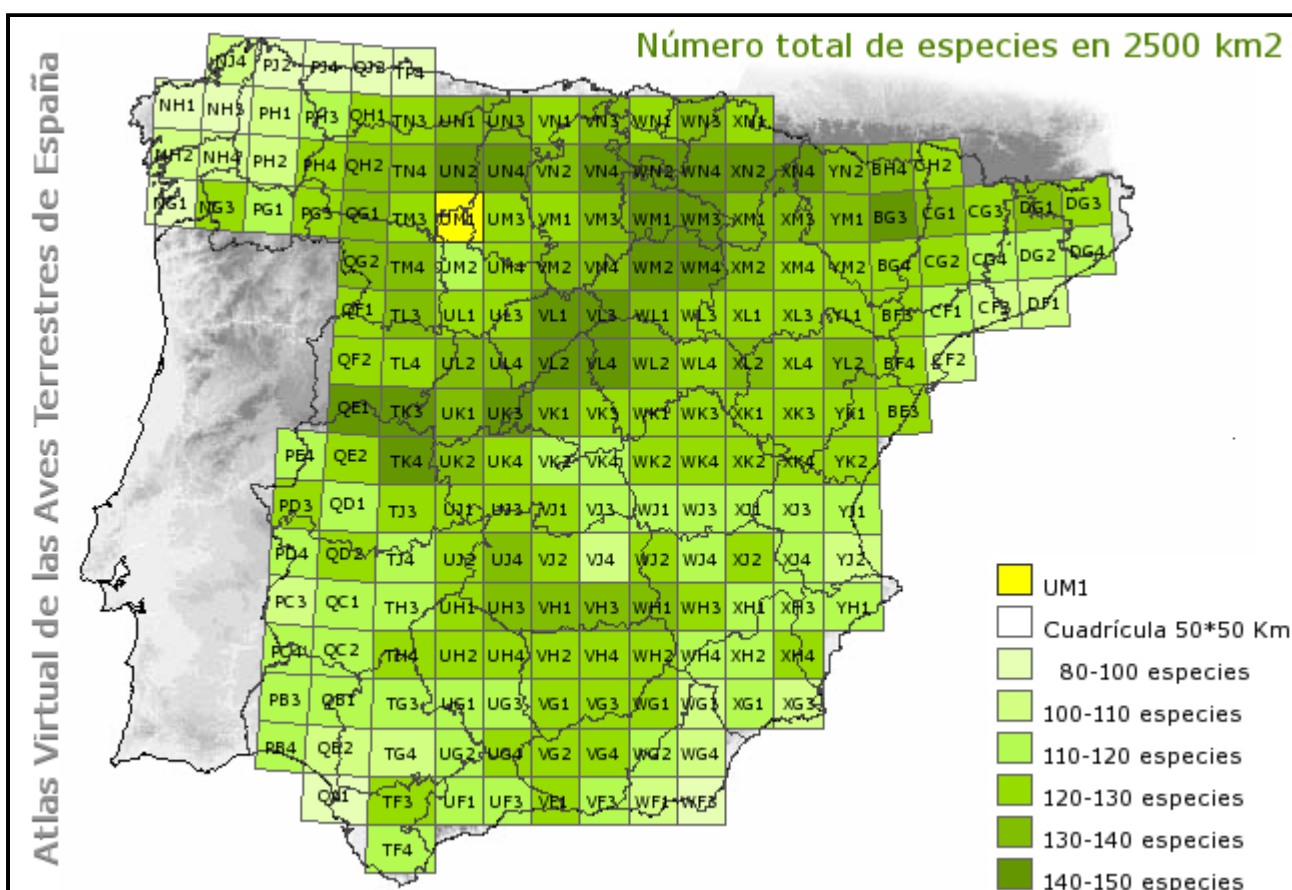 Número total de especies en 2500 km2
Atlas Virtual de las Aves Terrestres de España
NJ4 PJ2 PJ4 QJ2 TP4
NH1 NH3 PH1 PH3 QH1 TN3 UN1 UN3 VN1 VN3 WN1 WN3 XN1
NH2 NH4 PH2 PH4 QH2 TN4 UN2 UN4 VN2 VN4 WN2 WN4 XN2 XN4 YN2 BH4 CH2
NG1 NG3 PG1 PG3 QG1 TM3 UM1 UM3 VM1 VM3 WM1 WM3 XM1 XM3 YM1 BG3 CG1 CG3 DG1 DG3
QG2 TM4 UM2 UM4 VM2 VM4 WM2 WM4 XM2 XM4 YM2 BG4 CG2 CG4 DG2 DG4
QF1 TL3 UL1 UL3 VL1 VL3 WL1 WL3 XL1 XL3 YL1 BF3 CF1 CF3 DF1
QF2 TL4 UL2 UL4 VL2 VL4 WL2 WL4 XL2 XL4 YL2 BF4 CF2
QE1 TK3 UK1 UK3 VK1 VK3 WK1 WK3 XK1 XK3 YK1 BE3
PE4 QE2 TK4 UK2 UK4 VK2 VK4 WK2 WK4 XK2 XK4 YK2
PD3 QD1 TJ3 UJ1 UJ3 VJ1 VJ3 WJ1 WJ3 XJ1 XJ3 YJ1
PD4 QD2 TJ4 UJ2 UJ4 VJ2 VJ4 WJ2 WJ4 XJ2 XJ4 YJ2
PC3 QC1 TH3 UH1 UH3 VH1 VH3 WH1 WH3 XH1 XH3 YH1
PC4 QC2 TH4 UH2 UH4 VH2 VH4 WH2 WH4 XH2 XH4
PB3 QB1 TG3 UG1 UG3 VG1 VG3 WG1 WG3 XG1 XG3
PB4 QB2 TG4 UG2 UG4 VG2 VG4 WG2 WG4
QA1 TF3 UF1 UF3 VF1 VF3 WF1 WF3
TF4
UM1
Cuadrícula 50*50 Km
80-100 especies
100-110 especies
110-120 especies
120-130 especies
130-140 especies
140-150 especies